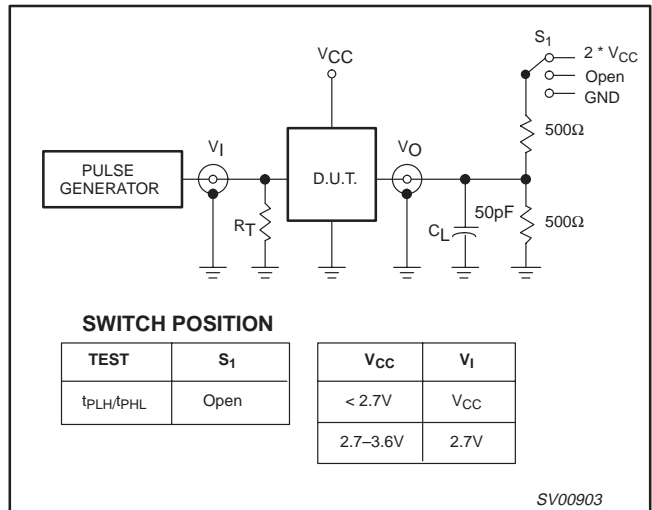 S1
2 * VCC
Open
GND
VCC
500Ω
VI
VO
PULSE
GENERATOR
D.U.T.
RT
50pF
CL
500Ω
SWITCH POSITION
TEST S1
tPLH/tPHL Open
VCC VI
< 2.7V VCC
2.7–3.6V 2.7V
SV00903